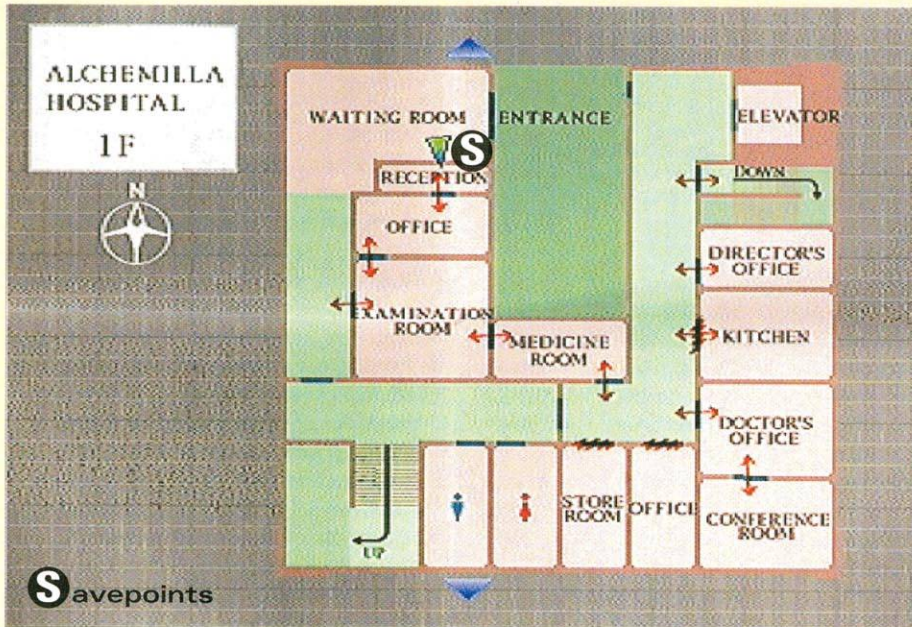 ALCHEMILLA
HOSPITAL
1F
N
WAITING ROOM
ENTRANCE
ELEVATOR
S
RECEPTION
DOWN
OFFICE
DIRECTOR'S
OFFICE
EXAMINATION
ROOM
MEDICINE
ROOM
KITCHEN
DOCTOR'S
OFFICE
STORE
ROOM
OFFICE
CONFERENCE
ROOM
UP
Savepoints